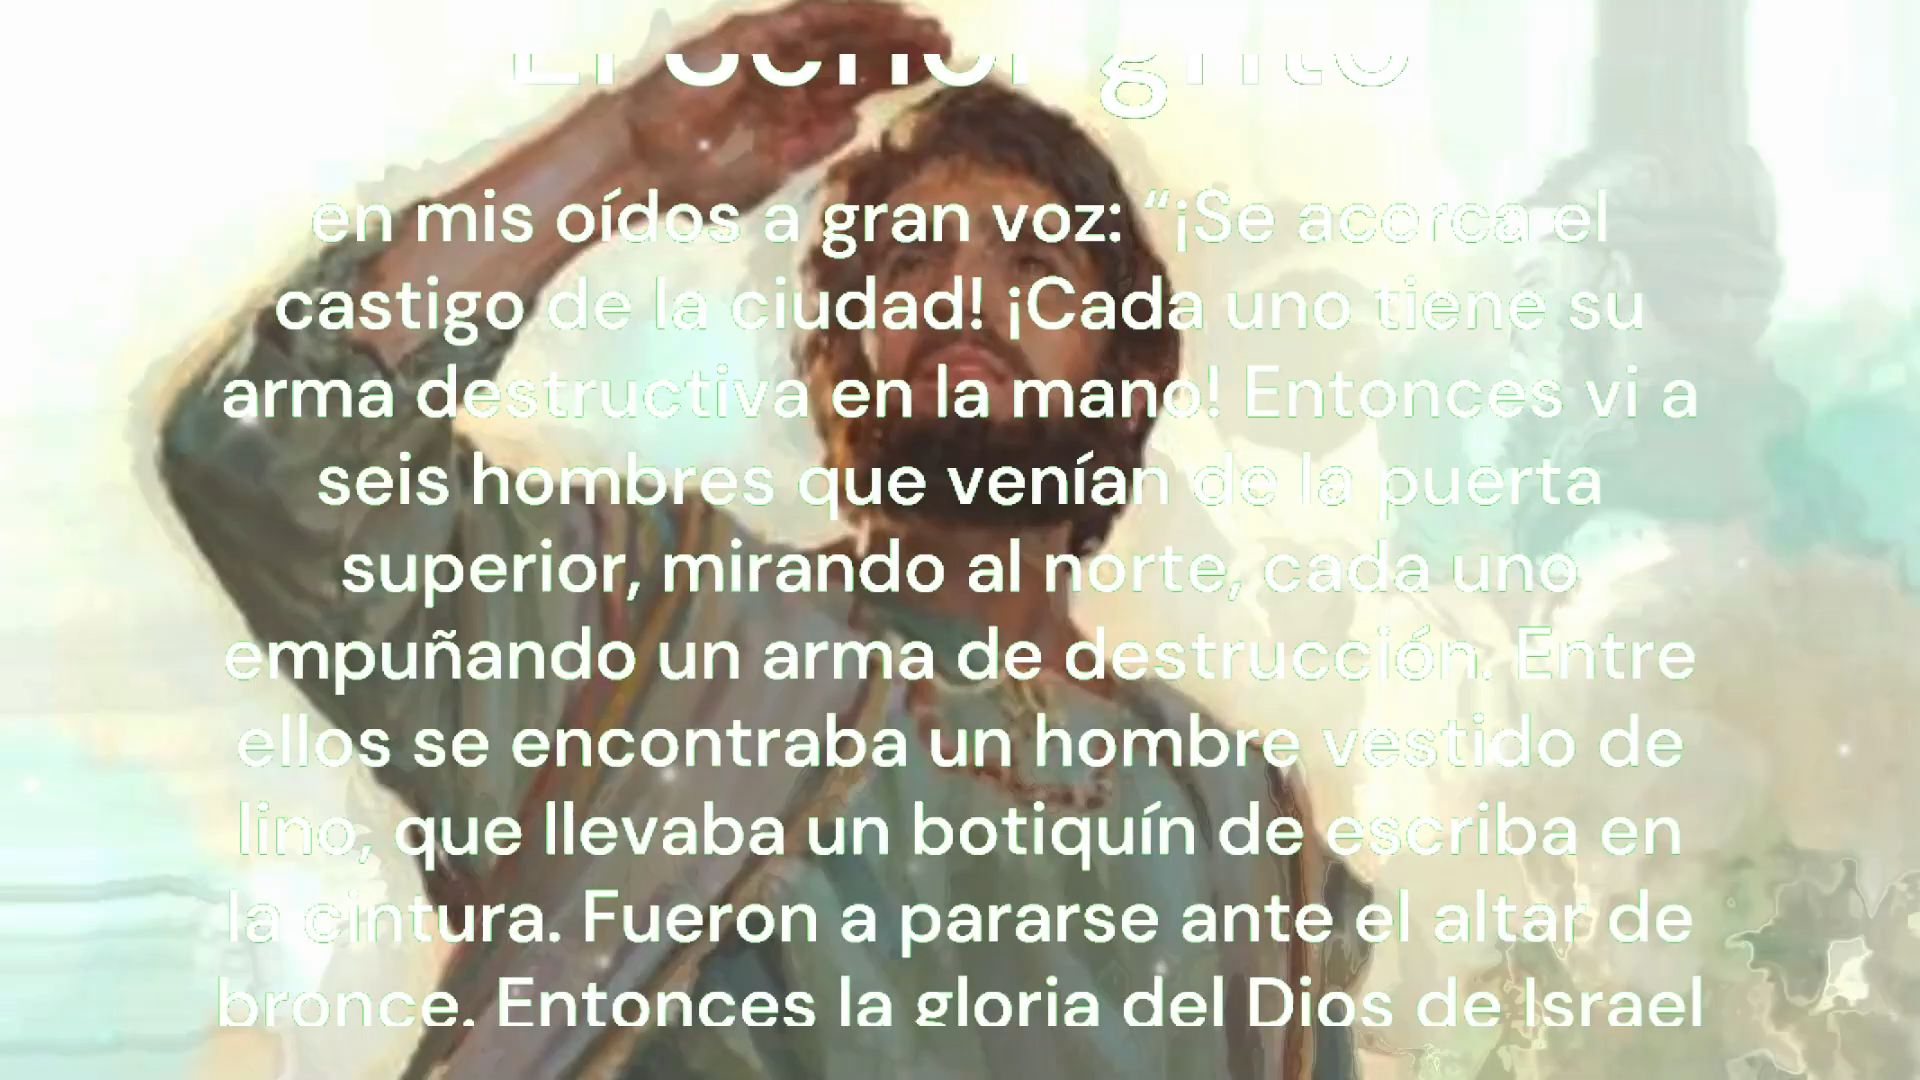 El Señor gritó
en mis oídos a gran voz: “¡Se acerca el
castigo de la ciudad! ¡Cada uno tiene su
arma destructiva en la mano! Entonces vi a
seis hombres que venían de la puerta
superior, mirando al norte, cada uno
empuñando un arma de destrucción. Entre
ellos se encontraba un hombre vestido de
lino, que llevaba un botiquín de escriba en
la cintura. Fueron a pararse ante el altar de
bronce. Entonces la gloria del Dios de Israel